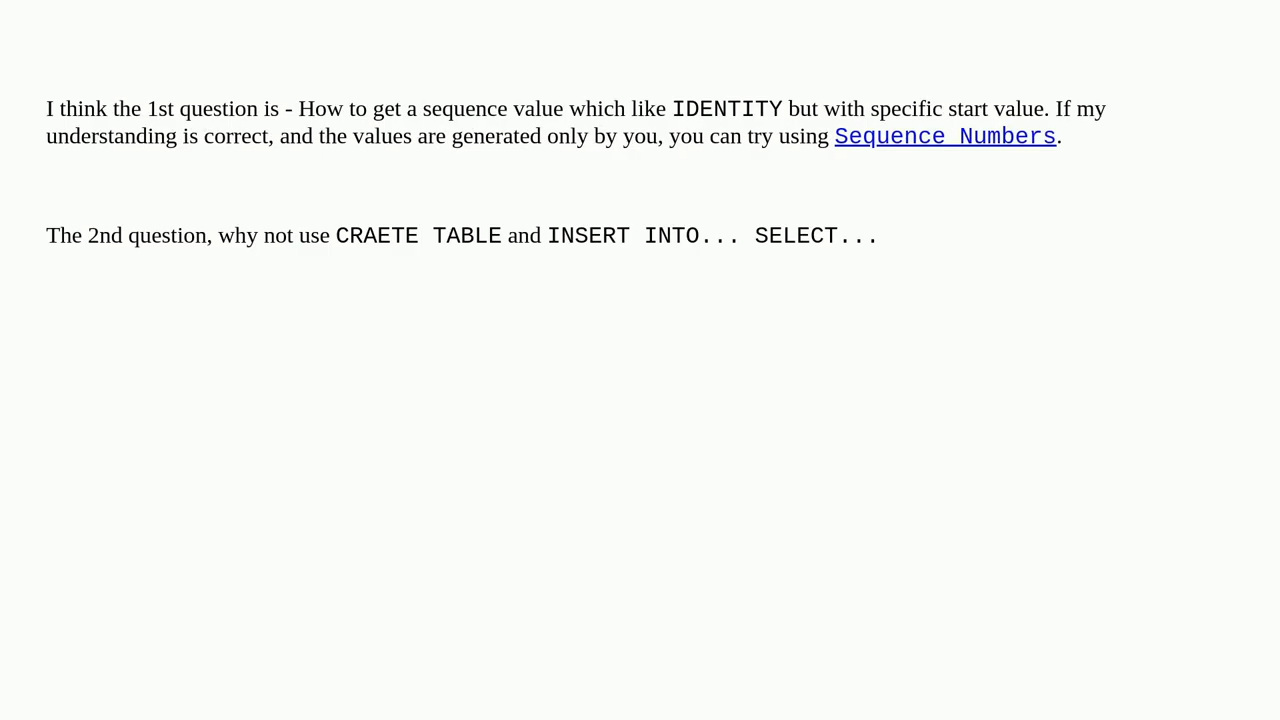 I think the 1st question is - How to get a sequence value which like IDENTITY but with specific start value. If my
understanding is correct, and the values are generated only by you, you can try using Sequence Numbers.
The 2nd question, why not use CRAETE TABLE and INSERT INTO... SELECT...